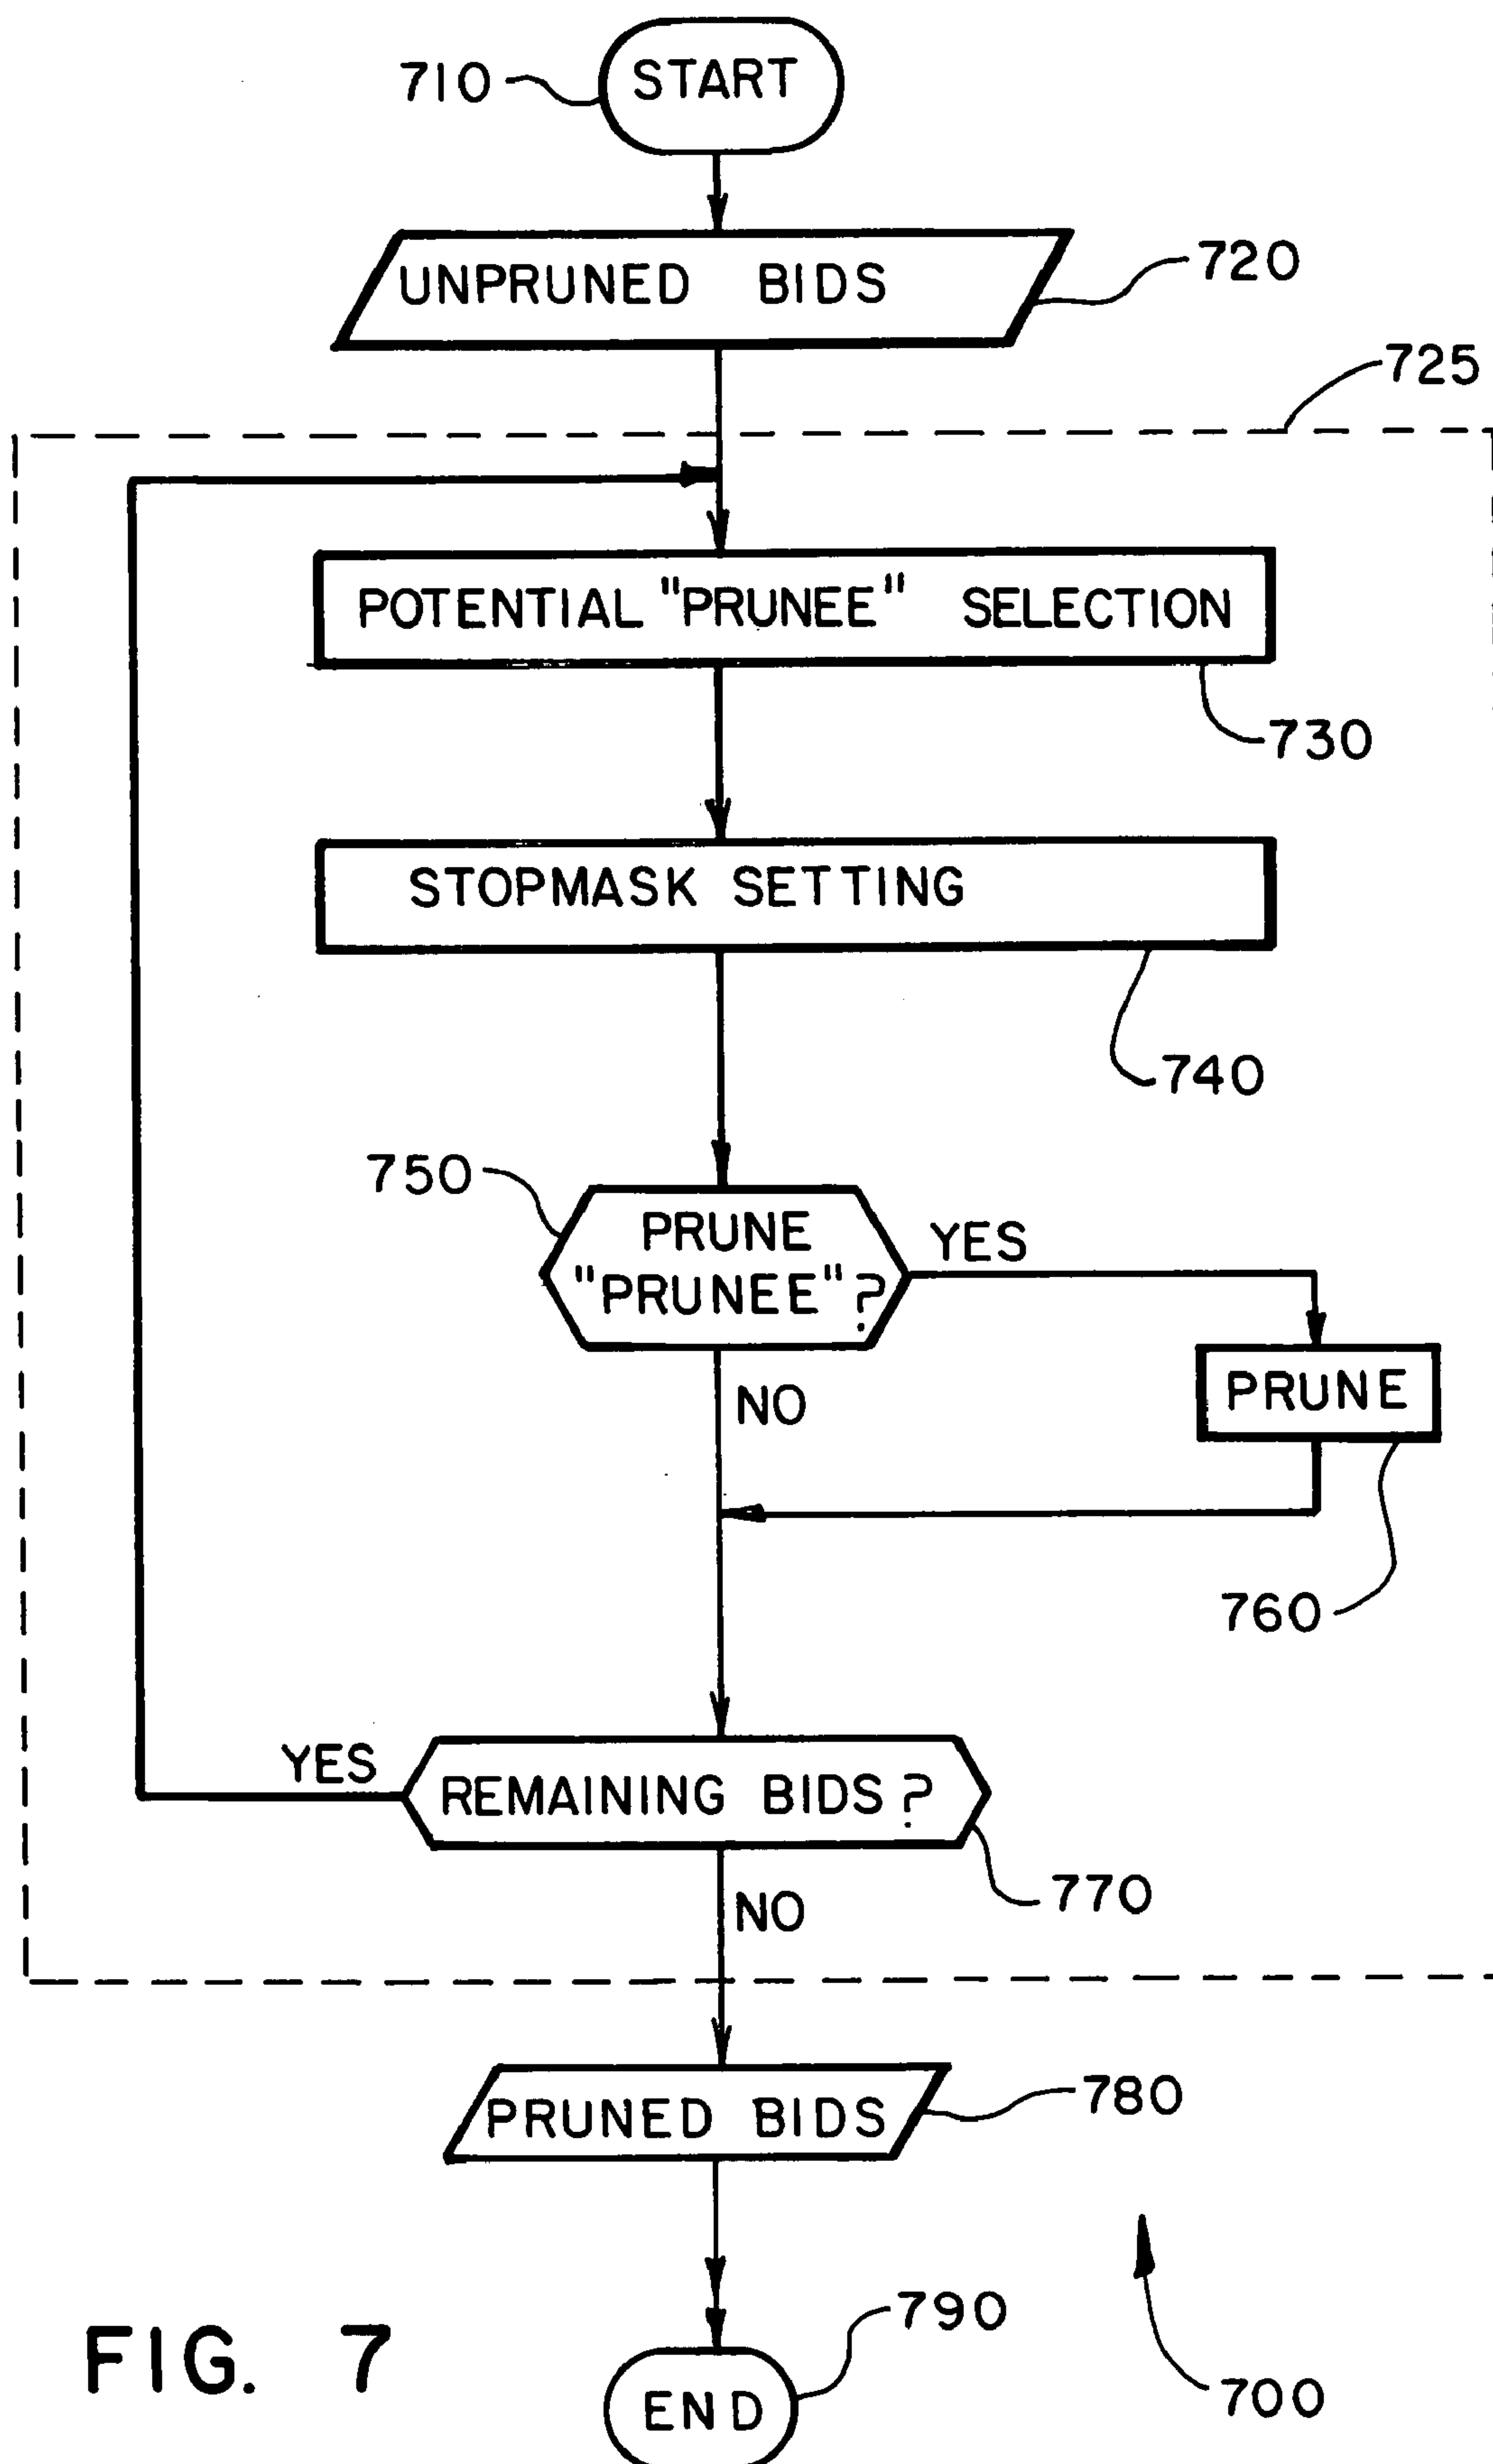 START
710
UNPRUNED BIDS
720
725
POTENTIAL "PRUNEE" SELECTION
730
STOPMASK SETTING
740
750
PRUNE
"PRUNEE"?
YES
NO
PRUNE
760
YES
REMAINING BIDS?
770
NO
PRUNED BIDS
780
790
END
700
FIG. 7